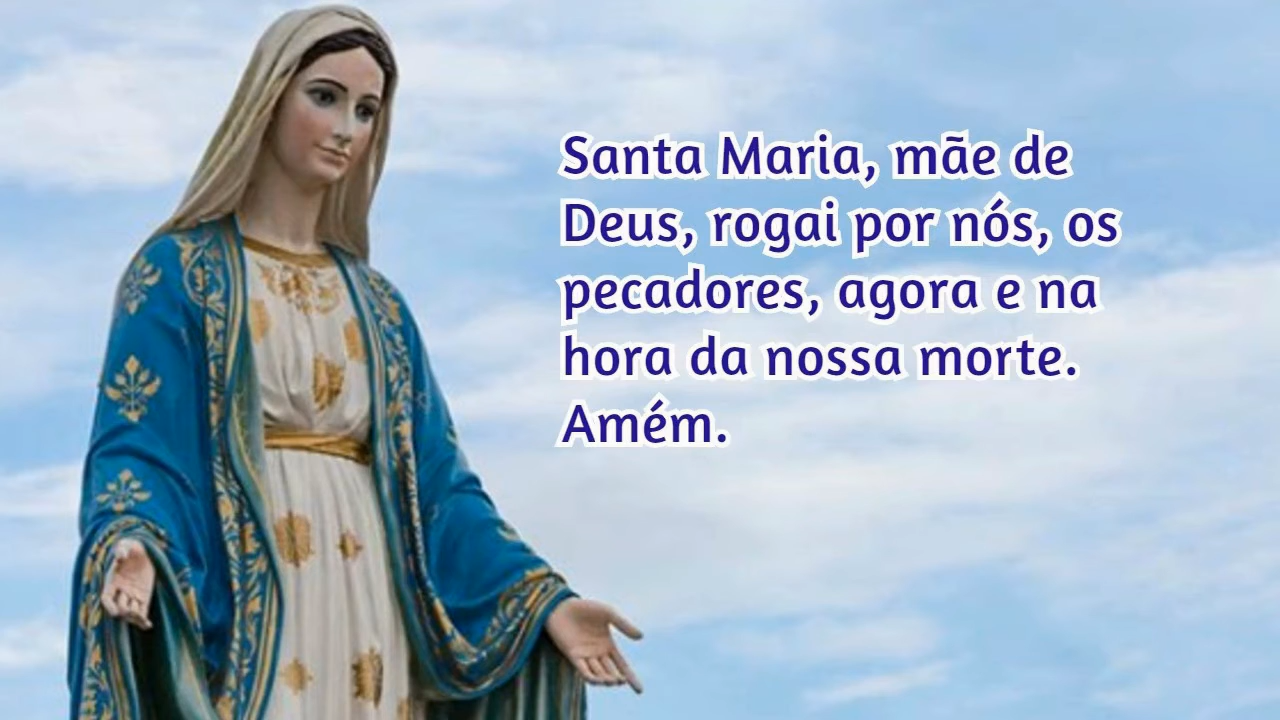 Santa Maria, mãe de
Deus, rogai por nós, os
pecadores, agora e na
hora da nossa morte.
Amém.